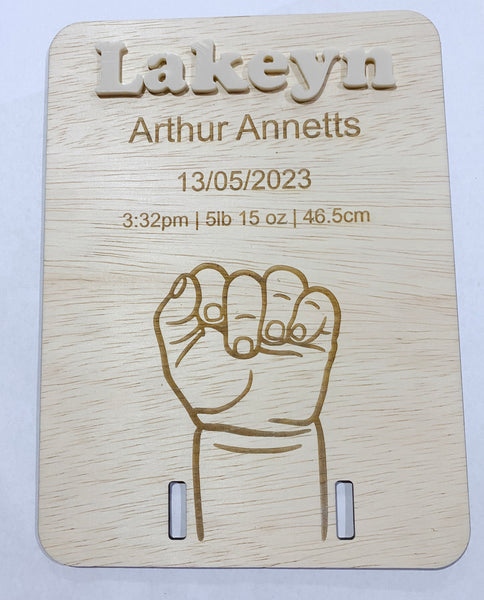 Lakeyn
Arthur Annetts
13/05/2023
3:32pm | 5lb 15 oz | 46.5cm